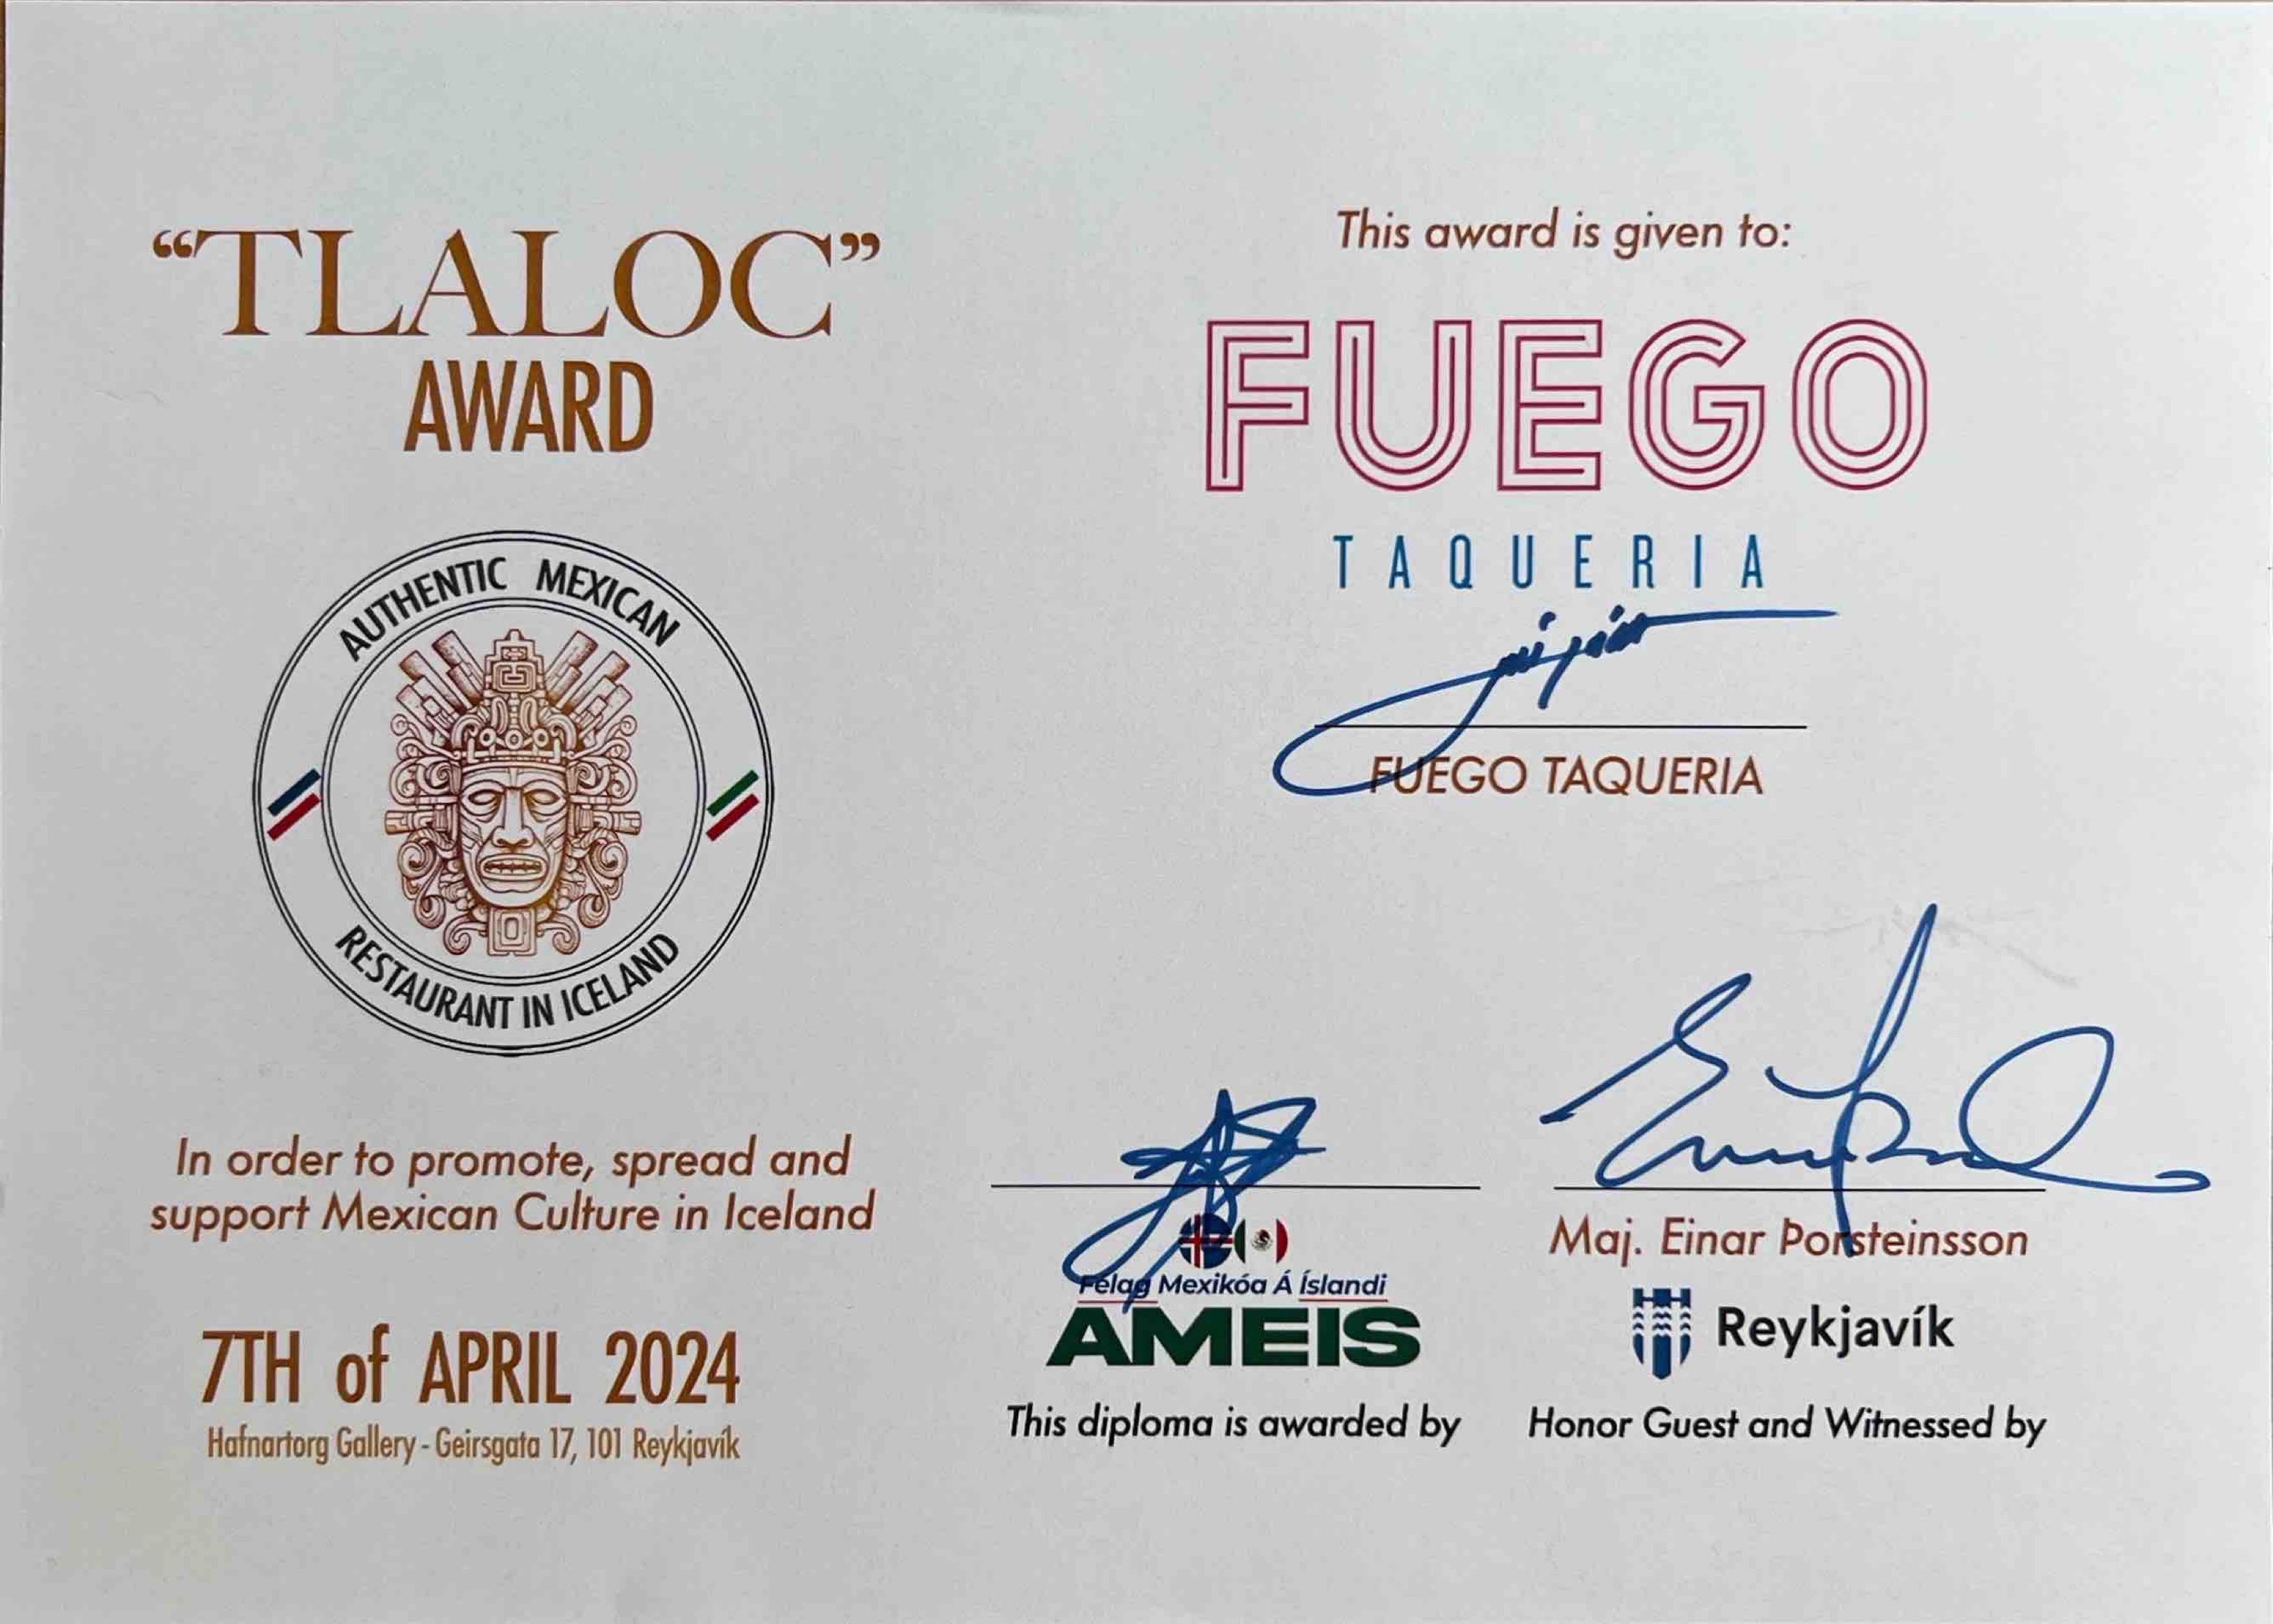 “TLALOC”
AWARD
AUTHENTIC MEXICAN
RESTAURANT IN ICELAND
In order to promote, spread and
support Mexican Culture in Iceland
7TH of APRIL 2024
Hafnartorg Gallery - Geirsgata 17, 101 Reykjavík
This award is given to:
FUEGO
TAQUERIA
FUEGO TAQUERIA
Félag Mexikóa Á Íslandi
AMEIS
This diploma is awarded by
Maj. Einar Þorsteinsson
Reykjavík
Honor Guest and Witnessed by